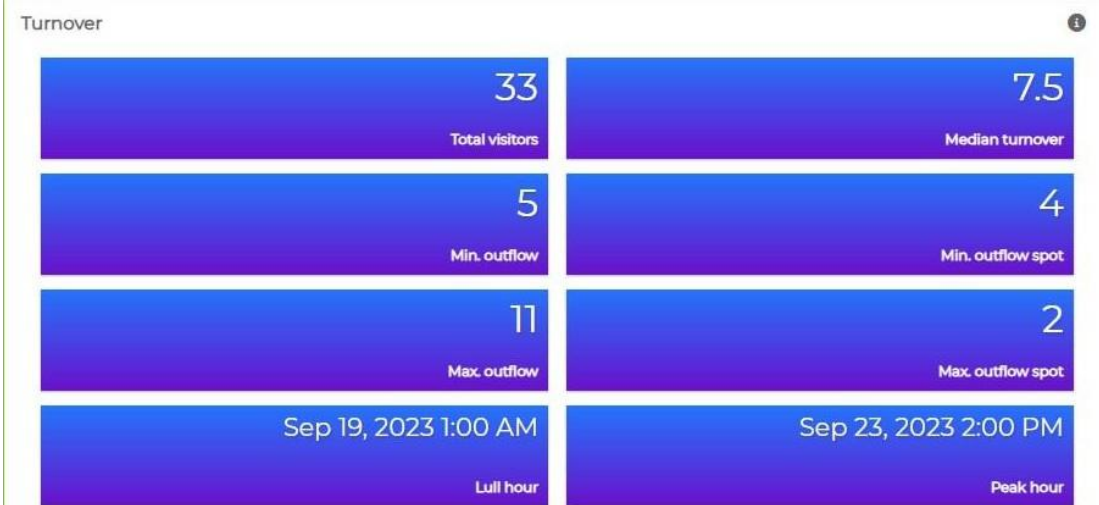 Turnover
33
Total visitors
7.5
Median turnover
5
Min. outflow
4
Min. outflow spot
11
Max. outflow
2
Max. outflow spot
Sep 19, 2023 1:00 AM
Lull hour
Sep 23, 2023 2:00 PM
Peak hour